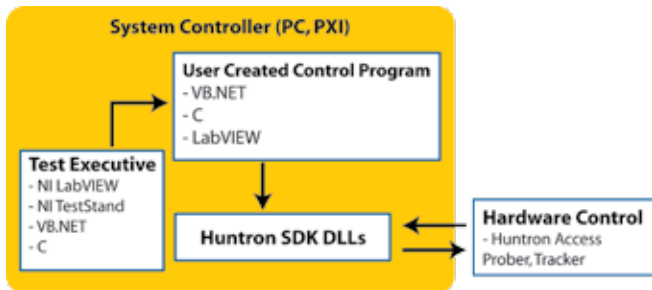 System Controller (PC, PXI)
User Created Control Program
- VB.NET
- C
- LabVIEW
Test Executive
- NI LabVIEW
- NI TestStand
- VB.NET
- C
Huntron SDK DLLs
Hardware Control
- Huntron Access
Prober, Tracker